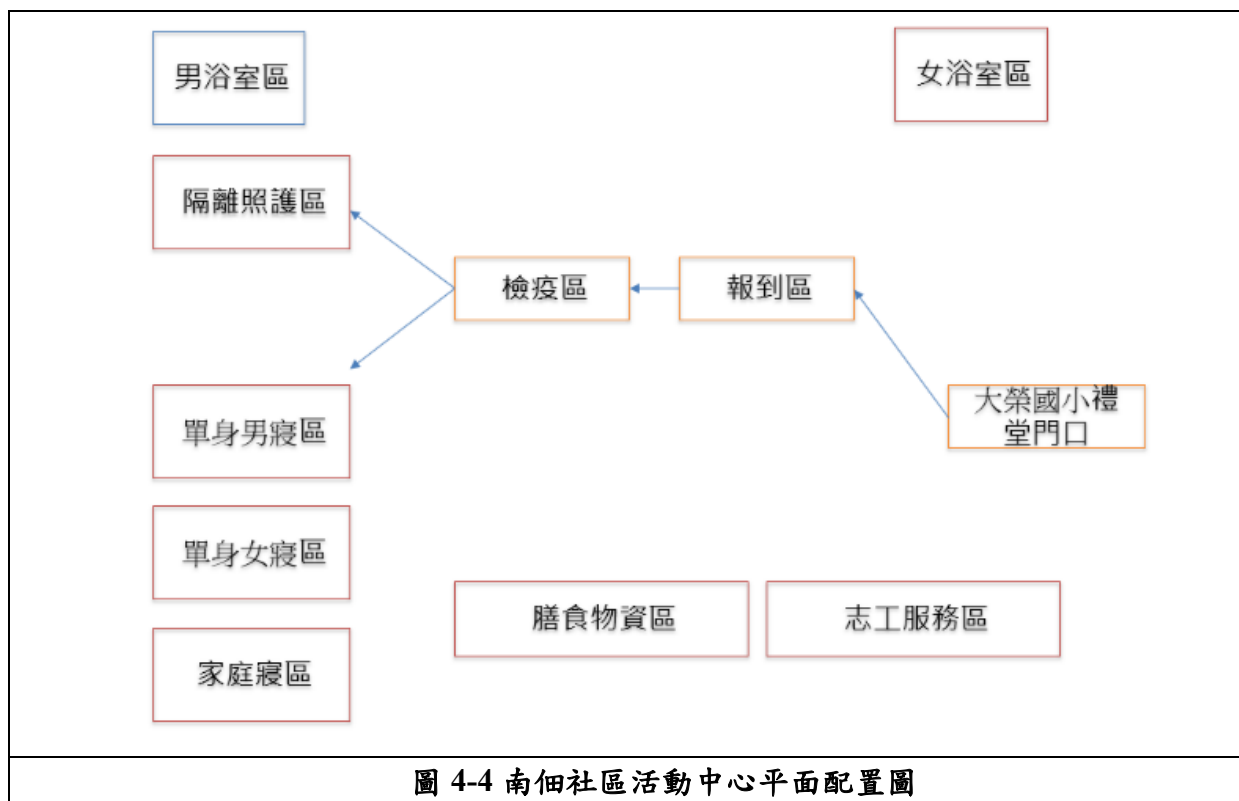 男浴室區
女浴室區
隔離照護區
檢疫區
報到區
大榮國小禮
堂門口
單身男寢區
單身女寢區
膳食物資區
志工服務區
家庭寢區
圖 4-4 南佃社區活動中心平面配置圖